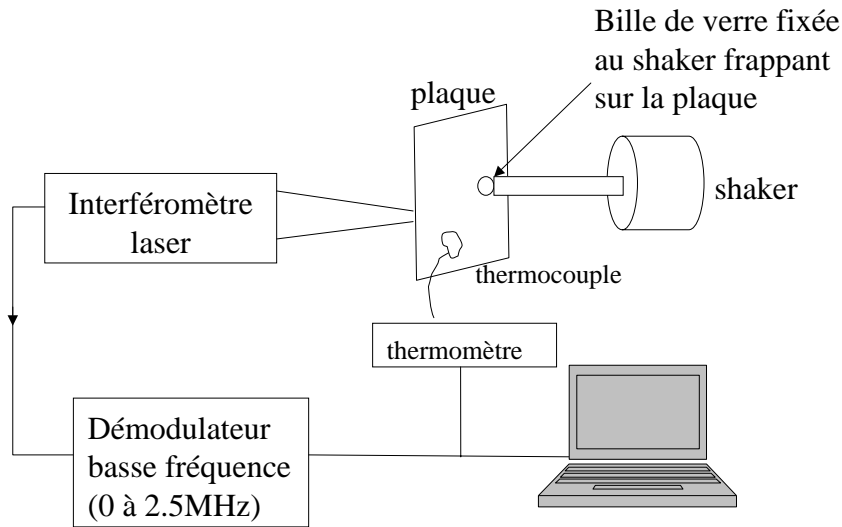 Bille de verre fixée
au shaker frappant
sur la plaque
plaque
shaker
Interféromètre
laser
thermocouple
thermomètre
Démodulateur
basse fréquence
(0 à 2.5MHz)